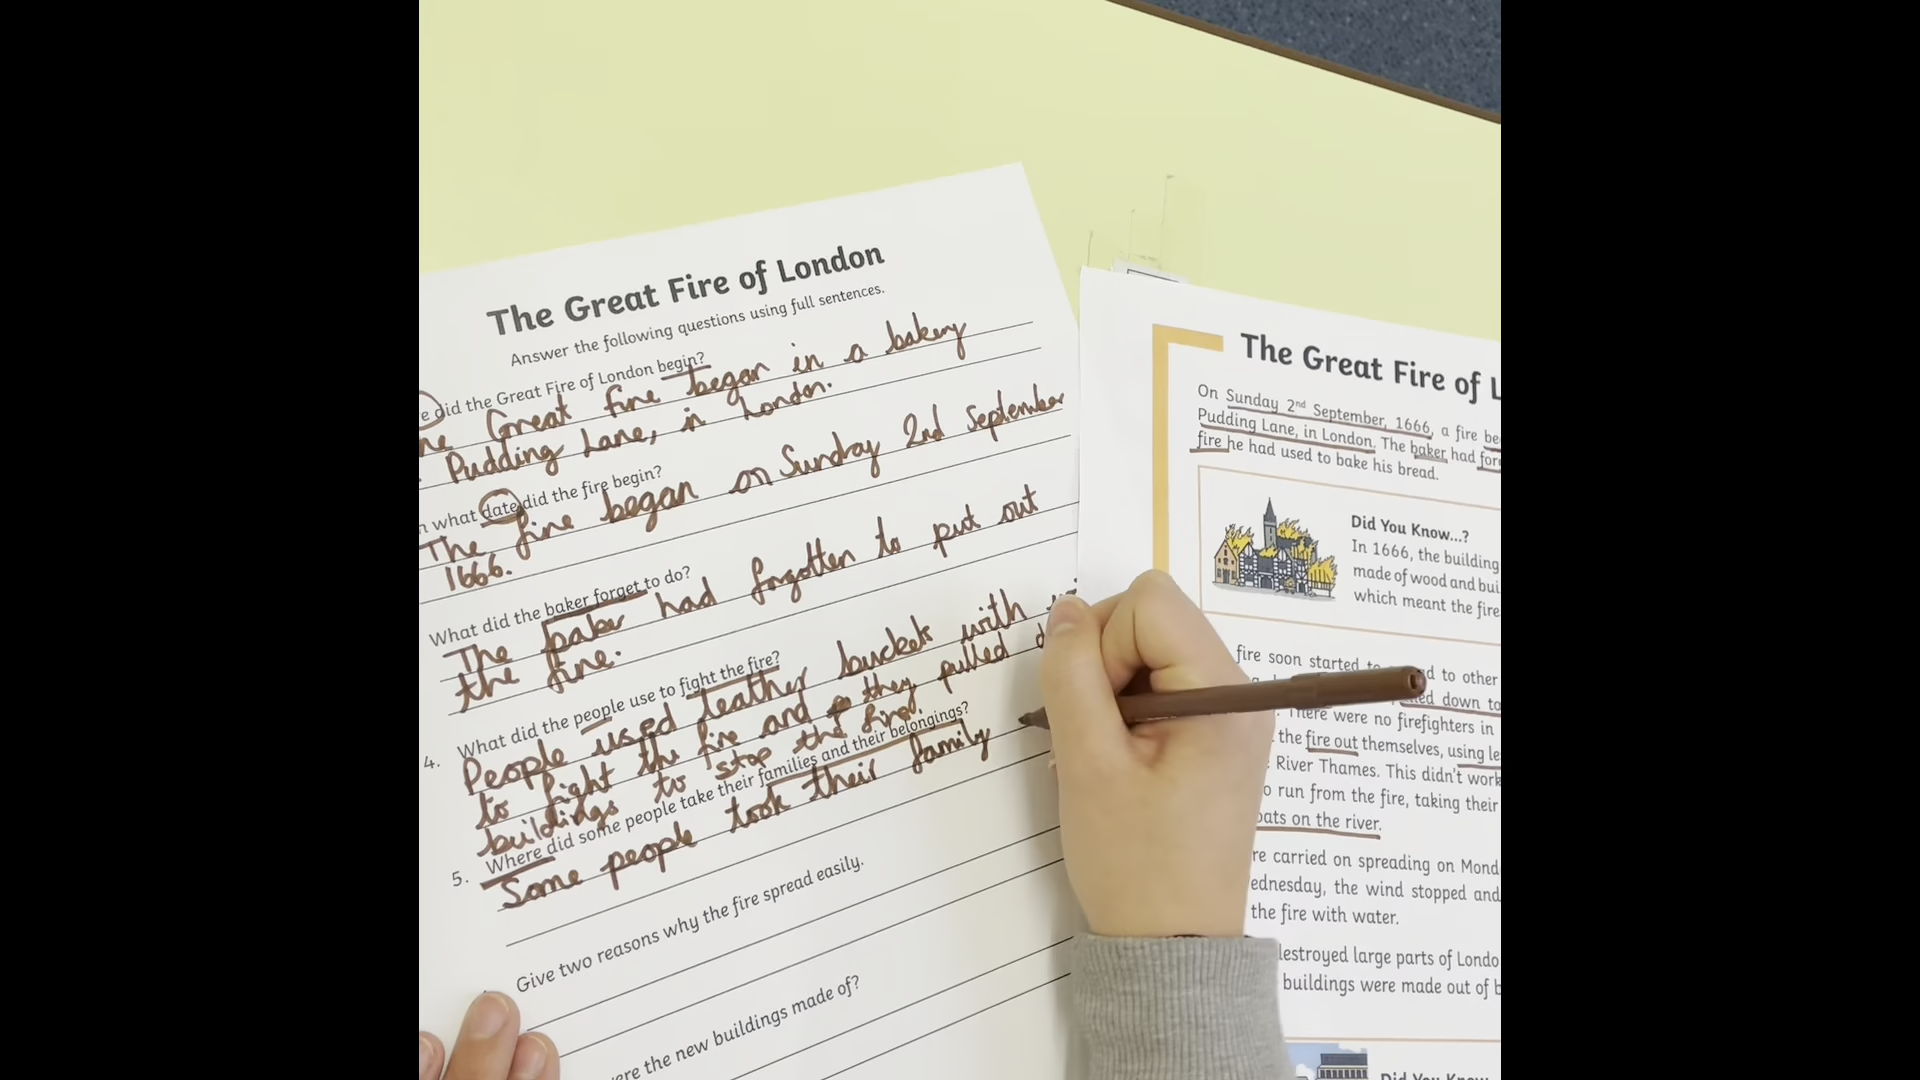 The Great Fire of London
Answer the following questions using full sentences.
did the Great Fire of London begin?
Great fire began in a bakery
Pudding Lane, in London.
what date did the fire begin?
The fire began on Sunday 2nd September
1666.
What did the baker forget to do?
The baker had forgotten to put out
the fire.
4. What did the people use to fight the fire?
People used leather buckets with
to fight the fire and they pulled
buildings to stop the fire.
5. Where did some people take their families and their belongings?
Some people took their family
Give two reasons why the fire spread easily.
the new buildings made of?
The Great Fire of
On Sunday 2nd September, 1666, a fire
Pudding Lane, in London. The baker had
fire he had used to bake his bread.
Did You Know...?
In 1666, the building
made of wood and
which meant the fire
fire soon started to to other
down to
There were no firefighters in
the fire out themselves, using
River Thames. This didn't work
run from the fire, taking their
on the river.
carried on spreading on
the wind stopped and
the fire with water.
large parts of
buildings were made out of
Did You Know